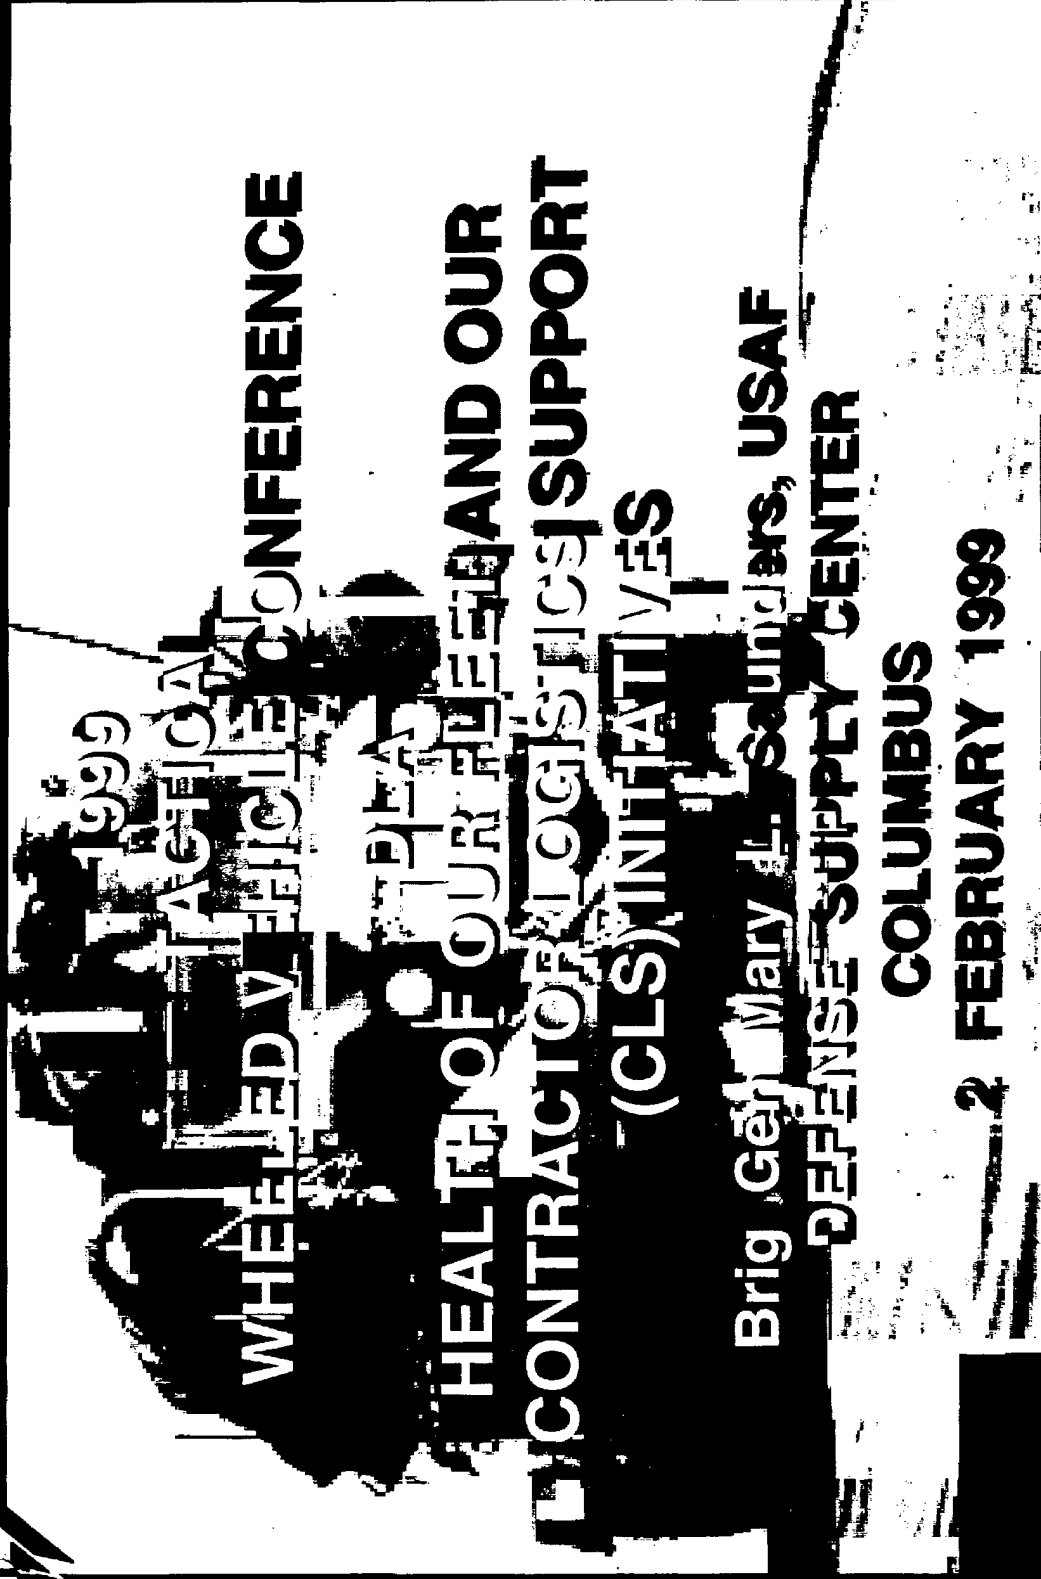 1999
TACTICAL
WHEELED VEHICLE CONFERENCE
DLA
HEALTH OF OUR FLEET AND OUR
CONTRACTOR LOGISTICS SUPPORT
(CLS) INITIATIVES
Brig Gen Mary L. Saunders, USAF
DEFENSE SUPPLY CENTER
COLUMBUS
2 FEBRUARY 1999